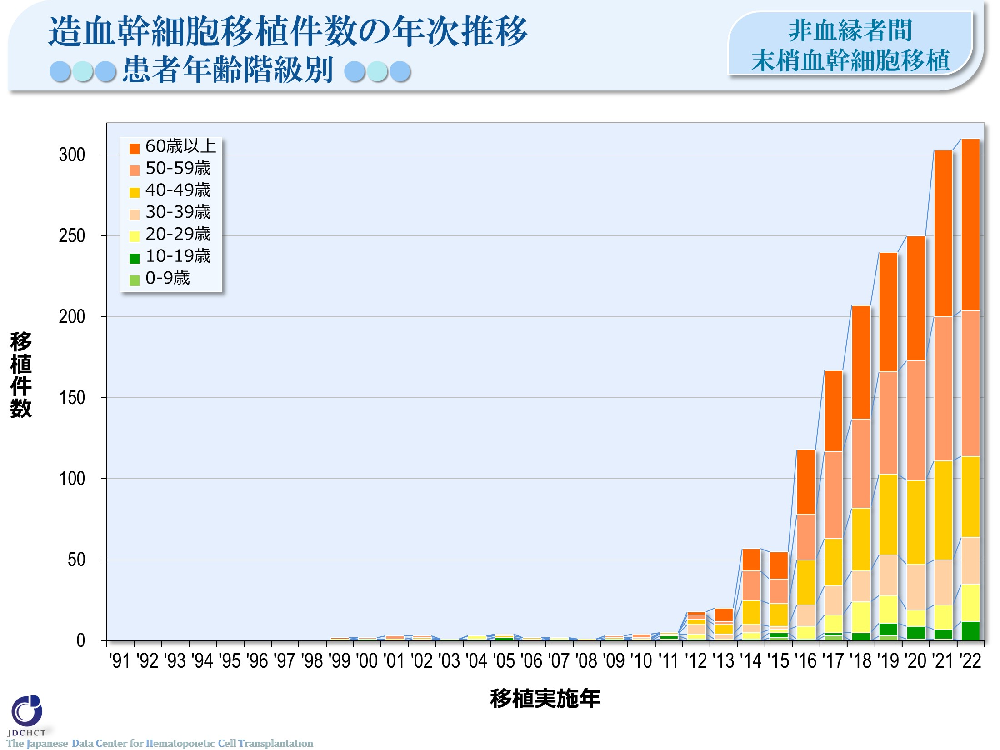 造血幹細胞移植件数の年次推移
患者年齢階級別
非血縁者間
末梢血幹細胞移植
60歳以上
50-59歳
40-49歳
30-39歳
20-29歳
10-19歳
0-9歳
移植件数
300
250
200
150
100
50
0
'91 '92 '93 '94 '95 '96 '97 '98 '99 '00 '01 '02 '03 '04 '05 '06 '07 '08 '09 '10 '11 '12 '13 '14 '15 '16 '17 '18 '19 '20 '21 '22
移植実施年
JDCHCT
The Japanese Data Center for Hematopoietic Cell Transplantation